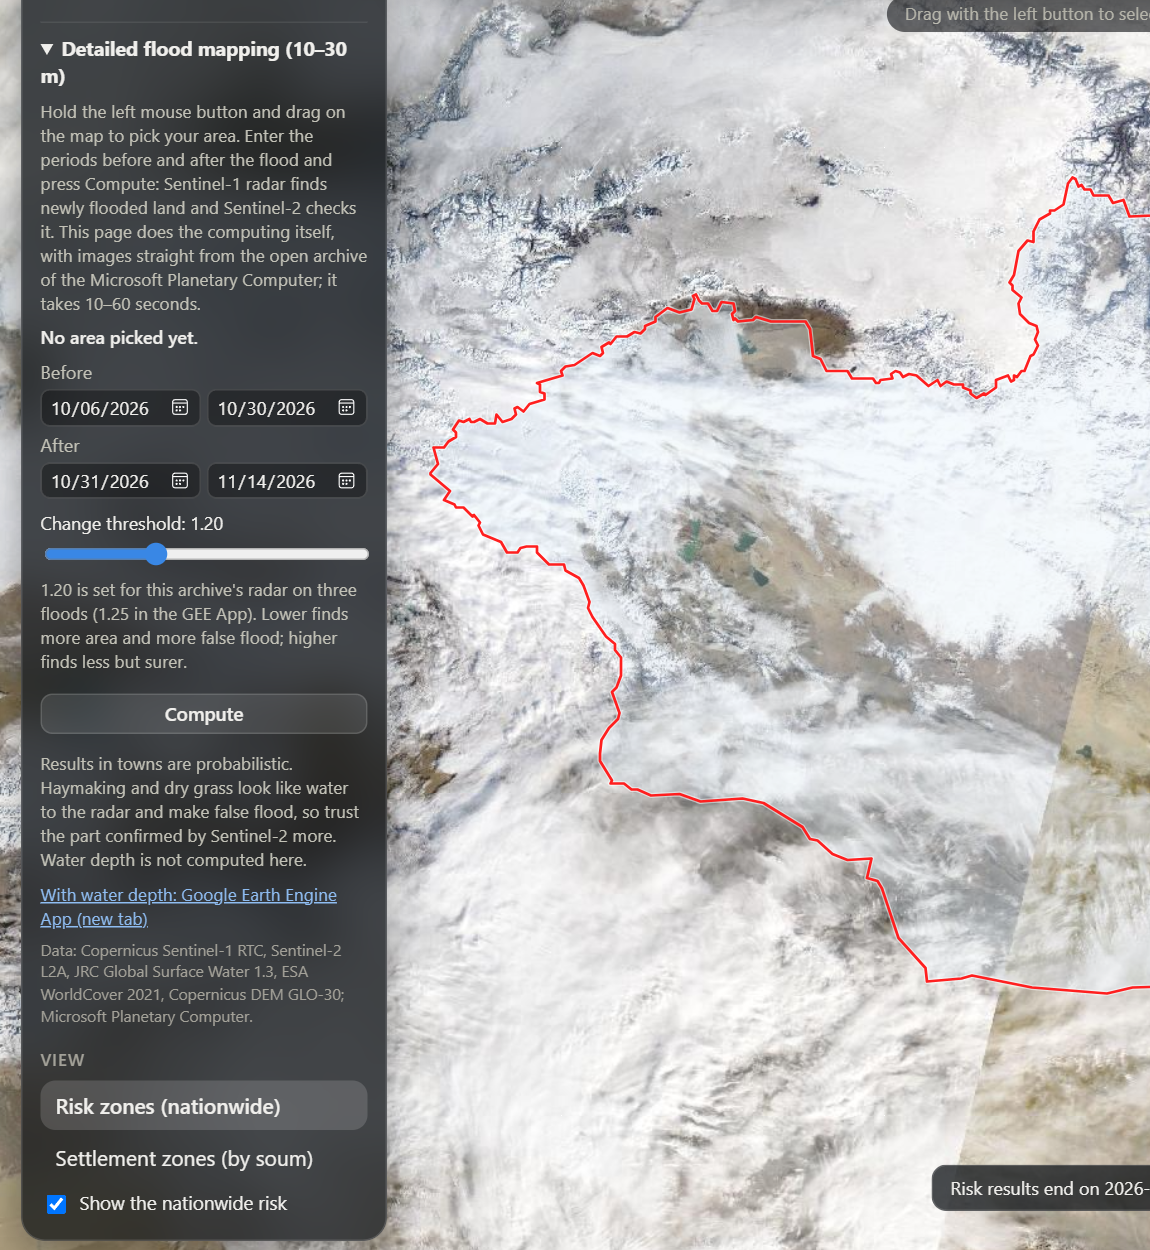 ▼ Detailed flood mapping (10–30
m)
Hold the left mouse button and drag on
the map to pick your area. Enter the
periods before and after the flood and
press Compute: Sentinel-1 radar finds
newly flooded land and Sentinel-2 checks
it. This page does the computing itself,
with images straight from the open archive
of the Microsoft Planetary Computer; it
takes 10–60 seconds.
No area picked yet.
Before
10/06/2026 10/30/2026
After
10/31/2026 11/14/2026
Change threshold: 1.20
1.20 is set for this archive's radar on three
floods (1.25 in the GEE App). Lower finds
more area and more false flood; higher
finds less but surer.
Compute
Results in towns are probabilistic.
Haymaking and dry grass look like water
to the radar and make false flood, so trust
the part confirmed by Sentinel-2 more.
Water depth is not computed here.
With water depth: Google Earth Engine
App (new tab)
Data: Copernicus Sentinel-1 RTC, Sentinel-2
L2A, JRC Global Surface Water 1.3, ESA
WorldCover 2021, Copernicus DEM GLO-30;
Microsoft Planetary Computer.
VIEW
Risk zones (nationwide)
Settlement zones (by soum)
Show the nationwide risk
Drag with the left button to sele
Risk results end on 2026-